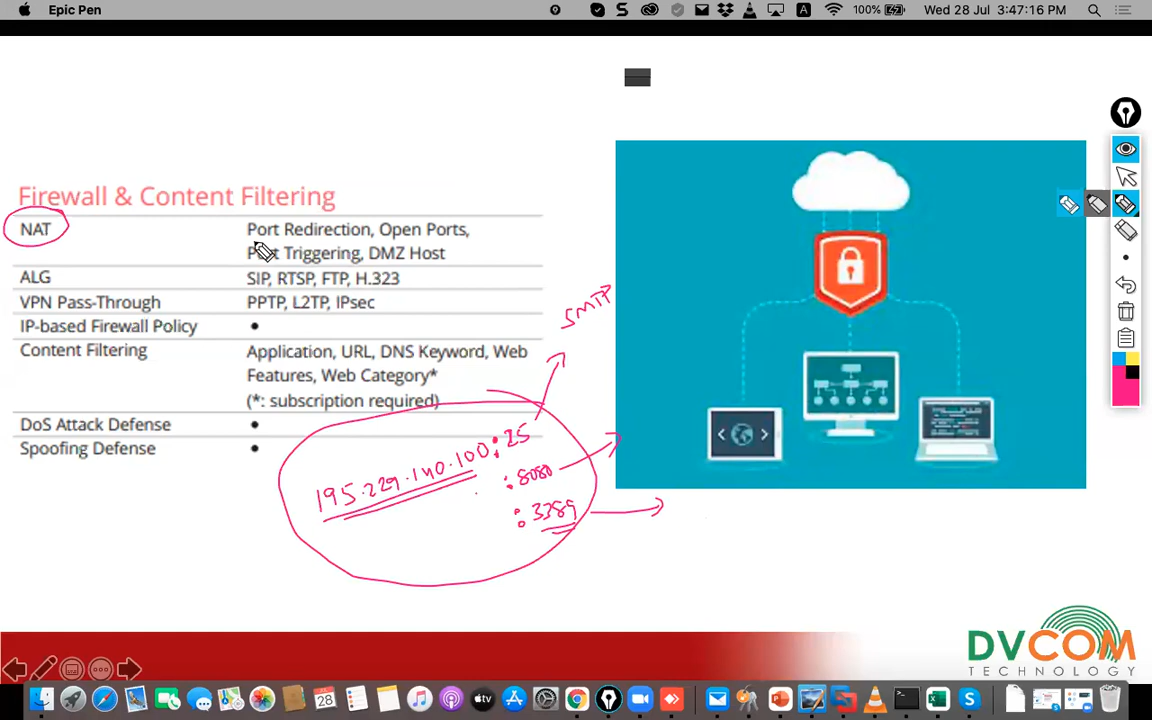 Epic Pen
100%
Wed 28 Jul 3:47:16 PM
Firewall & Content Filtering
NAT Port Redirection, Open Ports,
Port Triggering, DMZ Host
ALG SIP, RTSP, FTP, H.323
VPN Pass-Through PPTP, L2TP, IPsec
IP-based Firewall Policy •
Content Filtering Application, URL, DNS Keyword, Web
Features, Web Category*
(*: subscription required)
DoS Attack Defense •
Spoofing Defense •
SMTP
195.229.140.100:25
:8080
:3389
DVCOM
TECHNOLOGY